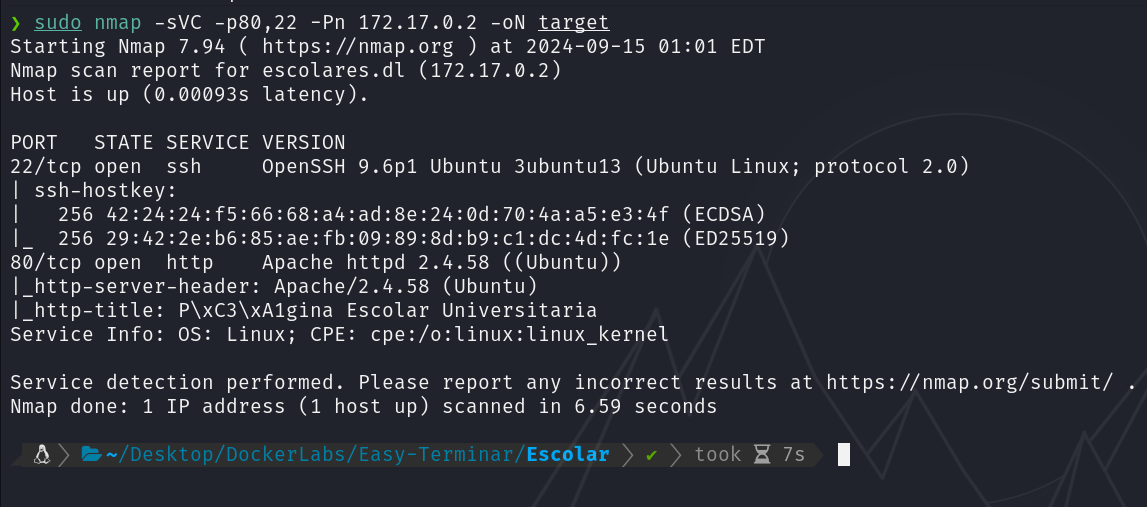 ❯ sudo nmap -sVC -p80,22 -Pn 172.17.0.2 -oN target
Starting Nmap 7.94 ( https://nmap.org ) at 2024-09-15 01:01 EDT
Nmap scan report for escolares.dl (172.17.0.2)
Host is up (0.00093s latency).
PORT   STATE SERVICE VERSION
22/tcp open  ssh     OpenSSH 9.6p1 Ubuntu 3ubuntu13 (Ubuntu Linux; protocol 2.0)
| ssh-hostkey:
|   256 42:24:24:f5:66:68:a4:ad:8e:24:0d:70:4a:a5:e3:4f (ECDSA)
|_  256 29:42:2e:b6:85:ae:fb:09:89:8d:b9:c1:dc:4d:fc:1e (ED25519)
80/tcp open  http    Apache httpd 2.4.58 ((Ubuntu))
|_http-server-header: Apache/2.4.58 (Ubuntu)
|_http-title: P\xC3\xA1gina Escolar Universitaria
Service Info: OS: Linux; CPE: cpe:/o:linux:linux_kernel
Service detection performed. Please report any incorrect results at https://nmap.org/submit/ .
Nmap done: 1 IP address (1 host up) scanned in 6.59 seconds
~/Desktop/DockerLabs/Easy-Terminar/Escolar ✔ took 7s